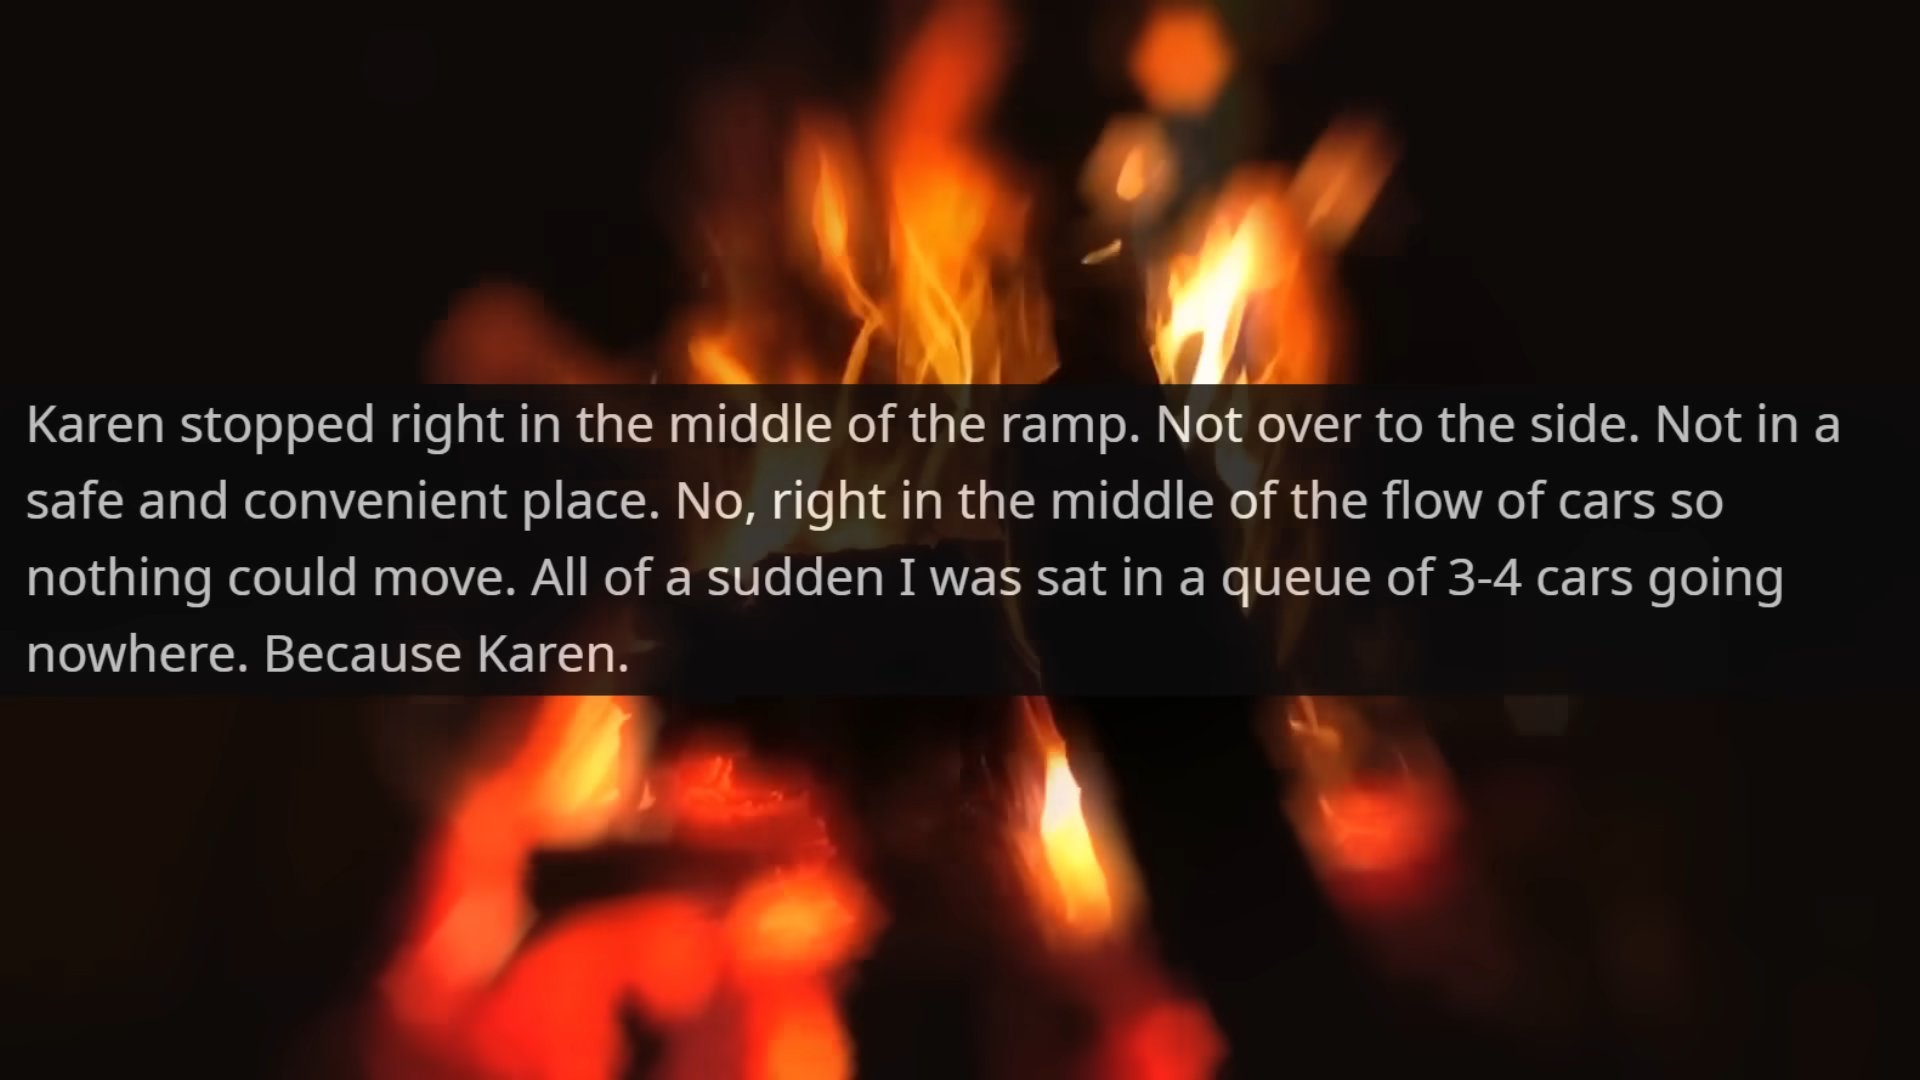 Karen stopped right in the middle of the ramp. Not over to the side. Not in a
safe and convenient place. No, right in the middle of the flow of cars so
nothing could move. All of a sudden I was sat in a queue of 3-4 cars going
nowhere. Because Karen.